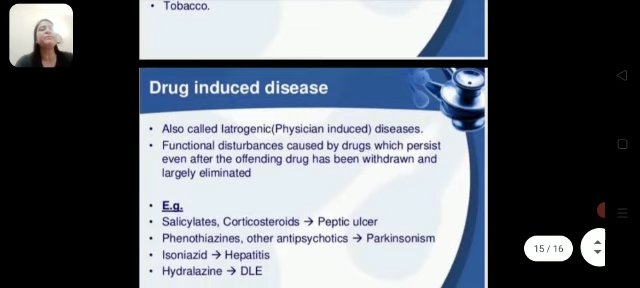 • Tobacco.
Drug induced disease
• Also called Iatrogenic(Physician induced) diseases.
• Functional disturbances caused by drugs which persist
even after the offending drug has been withdrawn and
largely eliminated
• E.g.
• Salicylates, Corticosteroids → Peptic ulcer
• Phenothiazines, other antipsychotics → Parkinsonism
• Isoniazid → Hepatitis
• Hydralazine → DLE
15 / 16